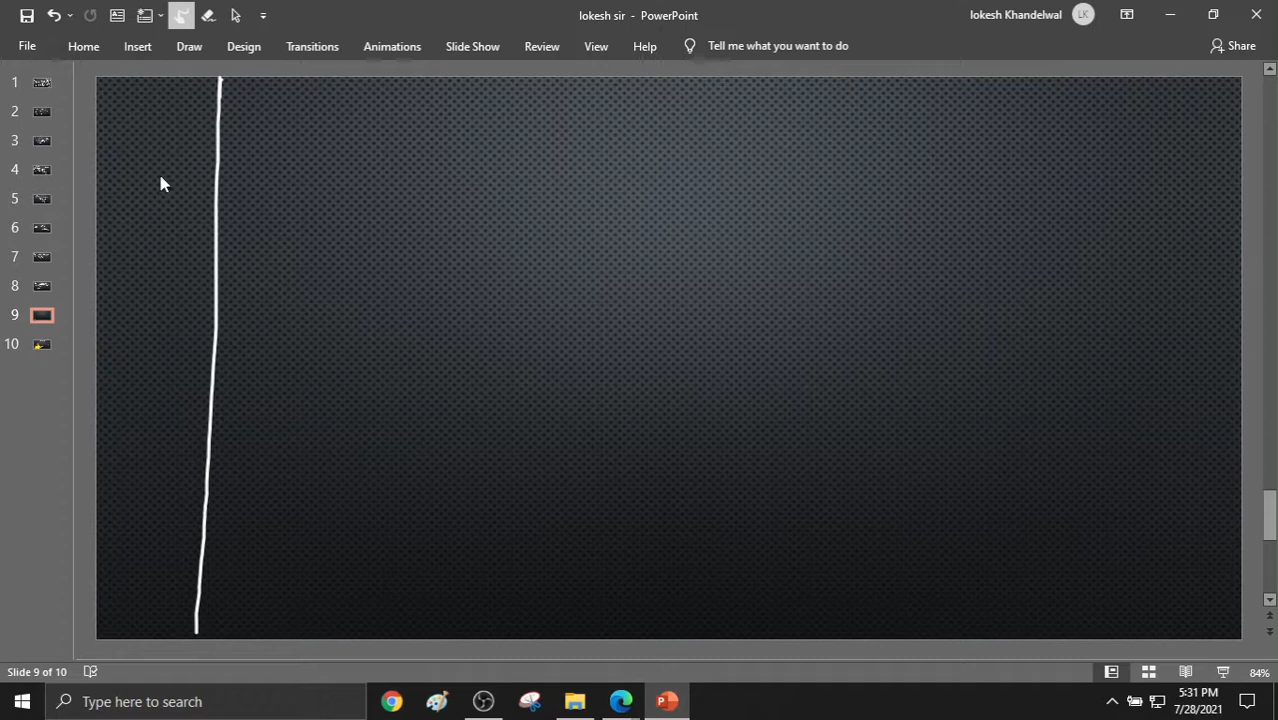 lokesh sir - PowerPoint
lokesh Khandelwal
LK
File
Home
Insert
Draw
Design
Transitions
Animations
Slide Show
Review
View
Help
Tell me what you want to do
Share
1
2
3
4
5
6
7
8
9
10
Slide 9 of 10
84%
Type here to search
5:31 PM
7/28/2021